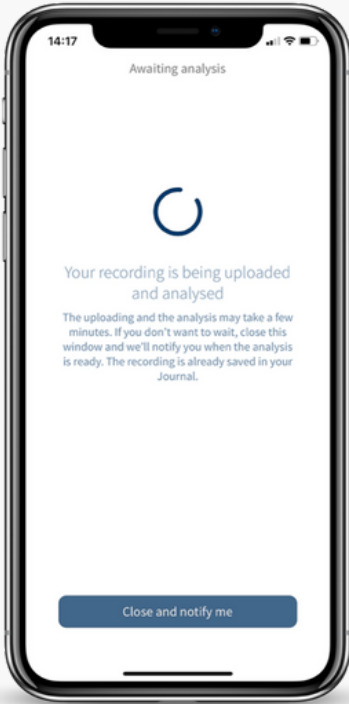 14:17
Awaiting analysis
Your recording is being uploaded
and analysed
The uploading and the analysis may take a few
minutes. If you don't want to wait, close this
window and we'll notify you when the analysis
is ready. The recording is already saved in your
Journal.
Close and notify me